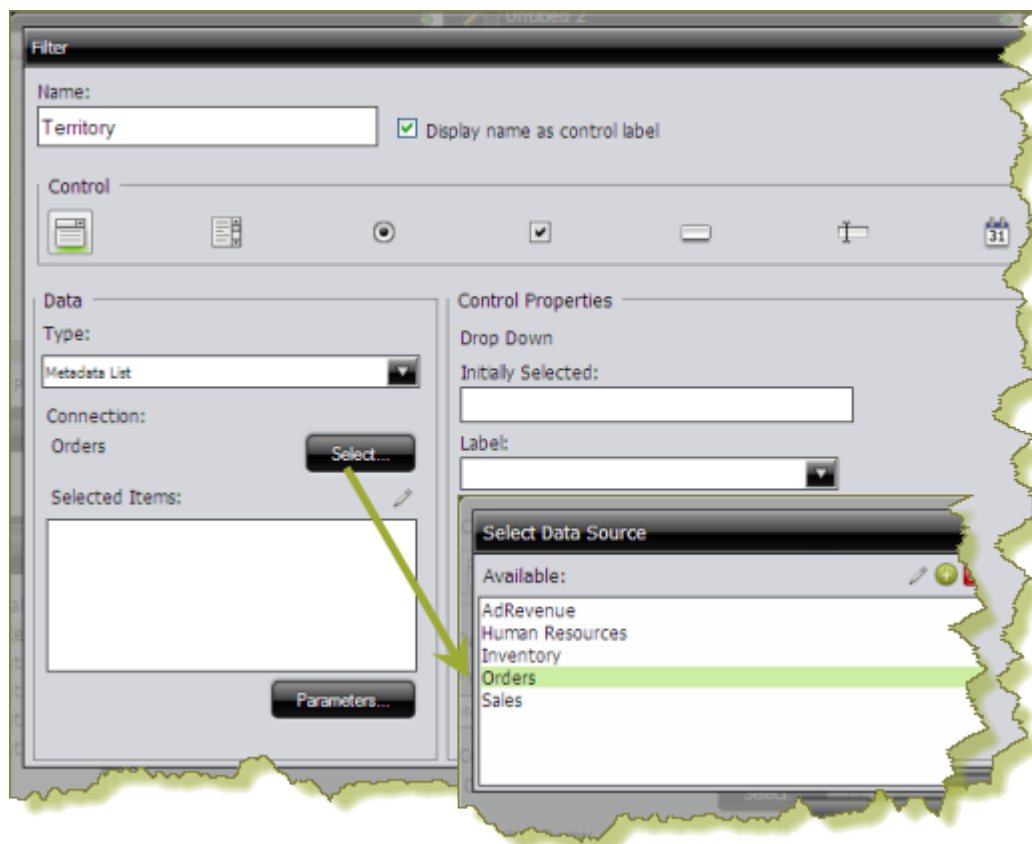 Untitled 2
Filter
Name:
Territory
Display name as control label
Control
31
Data
Control Properties
Type:
Drop Down
Metadata List
Initially Selected:
Connection:
Orders
Select...
Label:
Selected Items:
Select Data Source
Available:
AdRevenue
Human Resources
Inventory
Orders
Sales
Parameters...
Select